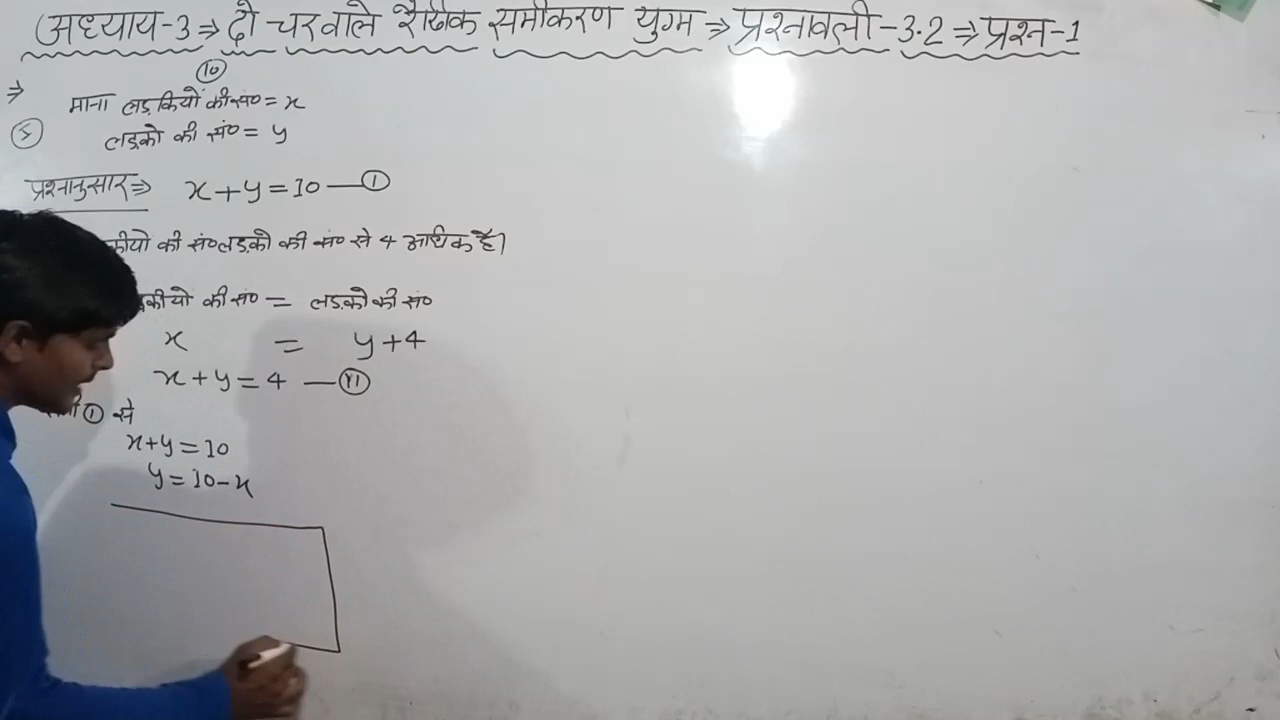 (अध्याय-3 ⇒ दो चर वाले रैखिक समीकरण युग्म ⇒ प्रश्नावली-3.2 ⇒ प्रश्न-1
⇒ (10)
माना लड़कियों की सं० = x
लड़को की सं० = y
प्रश्नानुसार ⇒ x + y = 10 — (1)
की सं० लड़को की सं० से 4 अधिक है।
की सं० = लड़को की सं०
x = y + 4
x + y = 4 — (11)
(1) से
x + y = 10
y = 10 - x